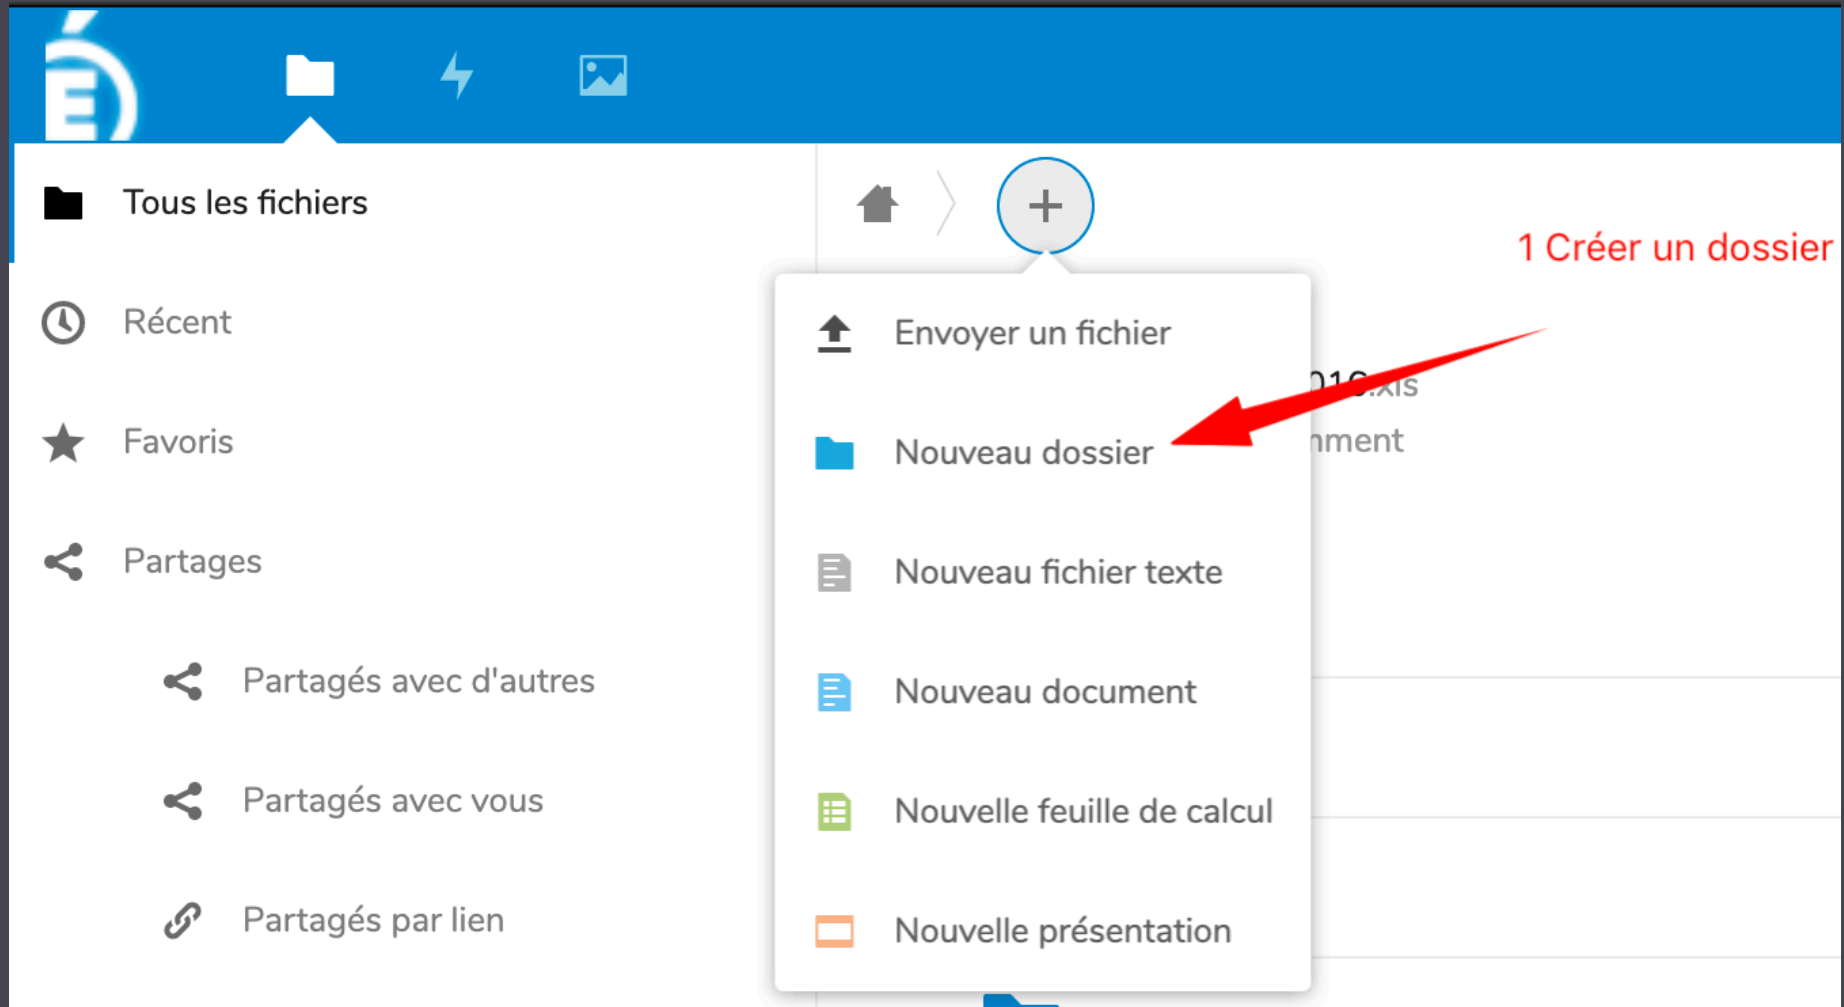 É
Tous les fichiers
Récent
Favoris
Partages
Partagés avec d'autres
Partagés avec vous
Partagés par lien
1 Créer un dossier
Envoyer un fichier
Nouveau dossier
Nouveau fichier texte
Nouveau document
Nouvelle feuille de calcul
Nouvelle présentation
.xls